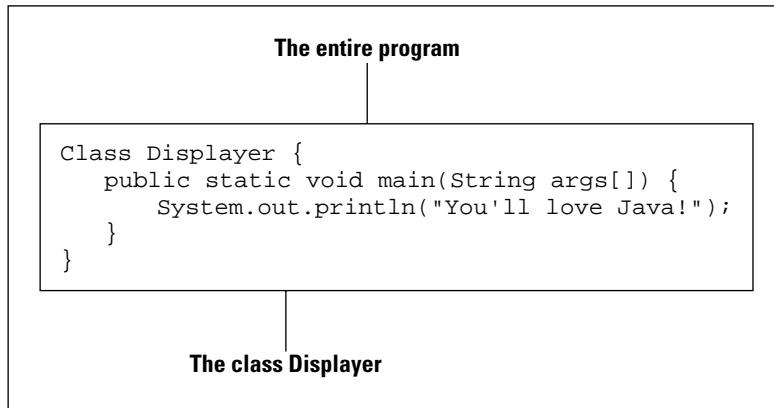 The entire program
Class Displayer {
   public static void main(String args[]) {
      System.out.println("You'll love Java!");
   }
}
The class Displayer